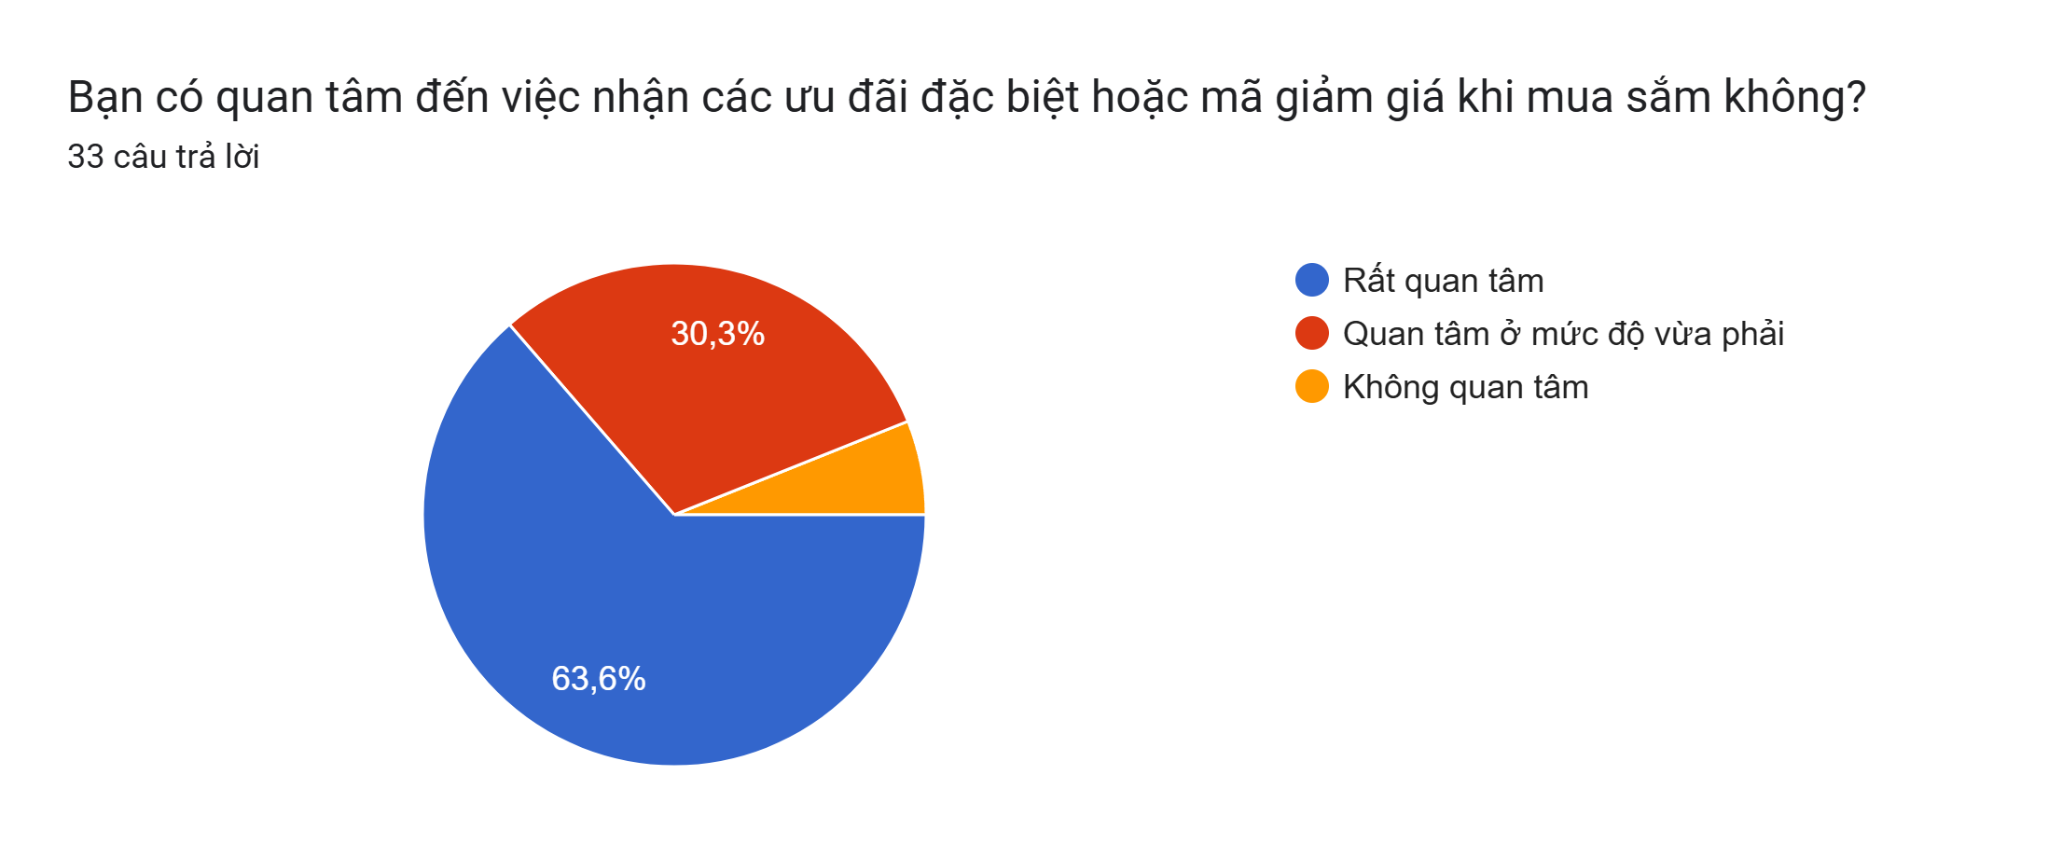 Bạn có quan tâm đến việc nhận các ưu đãi đặc biệt hoặc mã giảm giá khi mua sắm không?
33 câu trả lời
Rất quan tâm
30,3%
Quan tâm ở mức độ vừa phải
Không quan tâm
63,6%